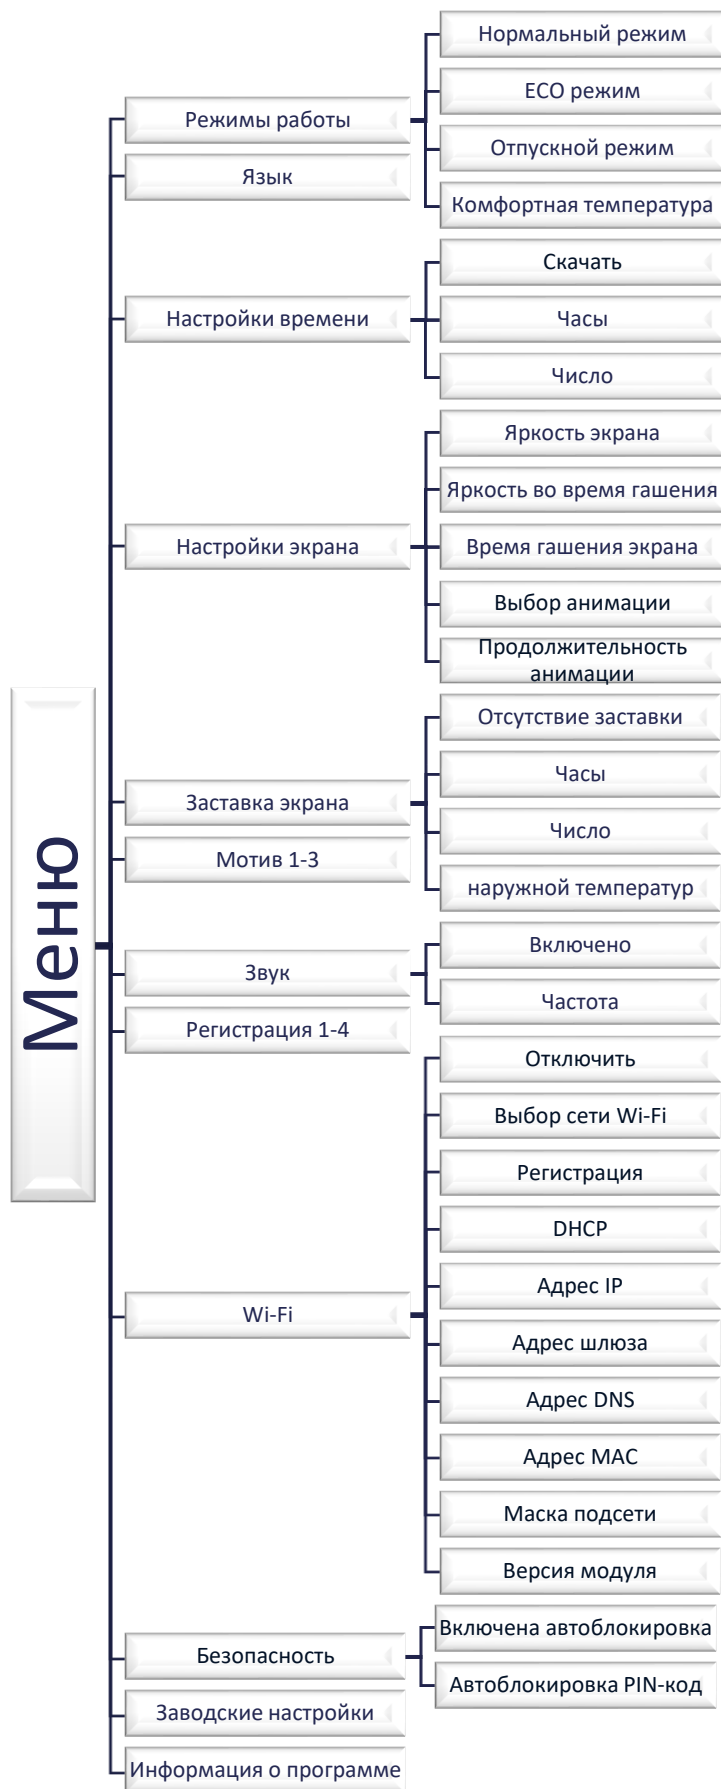 Меню
Режимы работы
Нормальный режим
ECO режим
Отпускной режим
Комфортная температура
Язык
Настройки времени
Скачать
Часы
Число
Настройки экрана
Яркость экрана
Яркость во время гашения
Время гашения экрана
Выбор анимации
Продолжительность
анимации
Заставка экрана
Отсутствие заставки
Часы
Число
наружной температур
Мотив 1-3
Звук
Включено
Частота
Регистрация 1-4
Wi-Fi
Отключить
Выбор сети Wi-Fi
Регистрация
DHCP
Адрес IP
Адрес шлюза
Адрес DNS
Адрес MAC
Маска подсети
Версия модуля
Безопасность
Включена автоблокировка
Автоблокировка PIN-код
Заводские настройки
Информация о программе